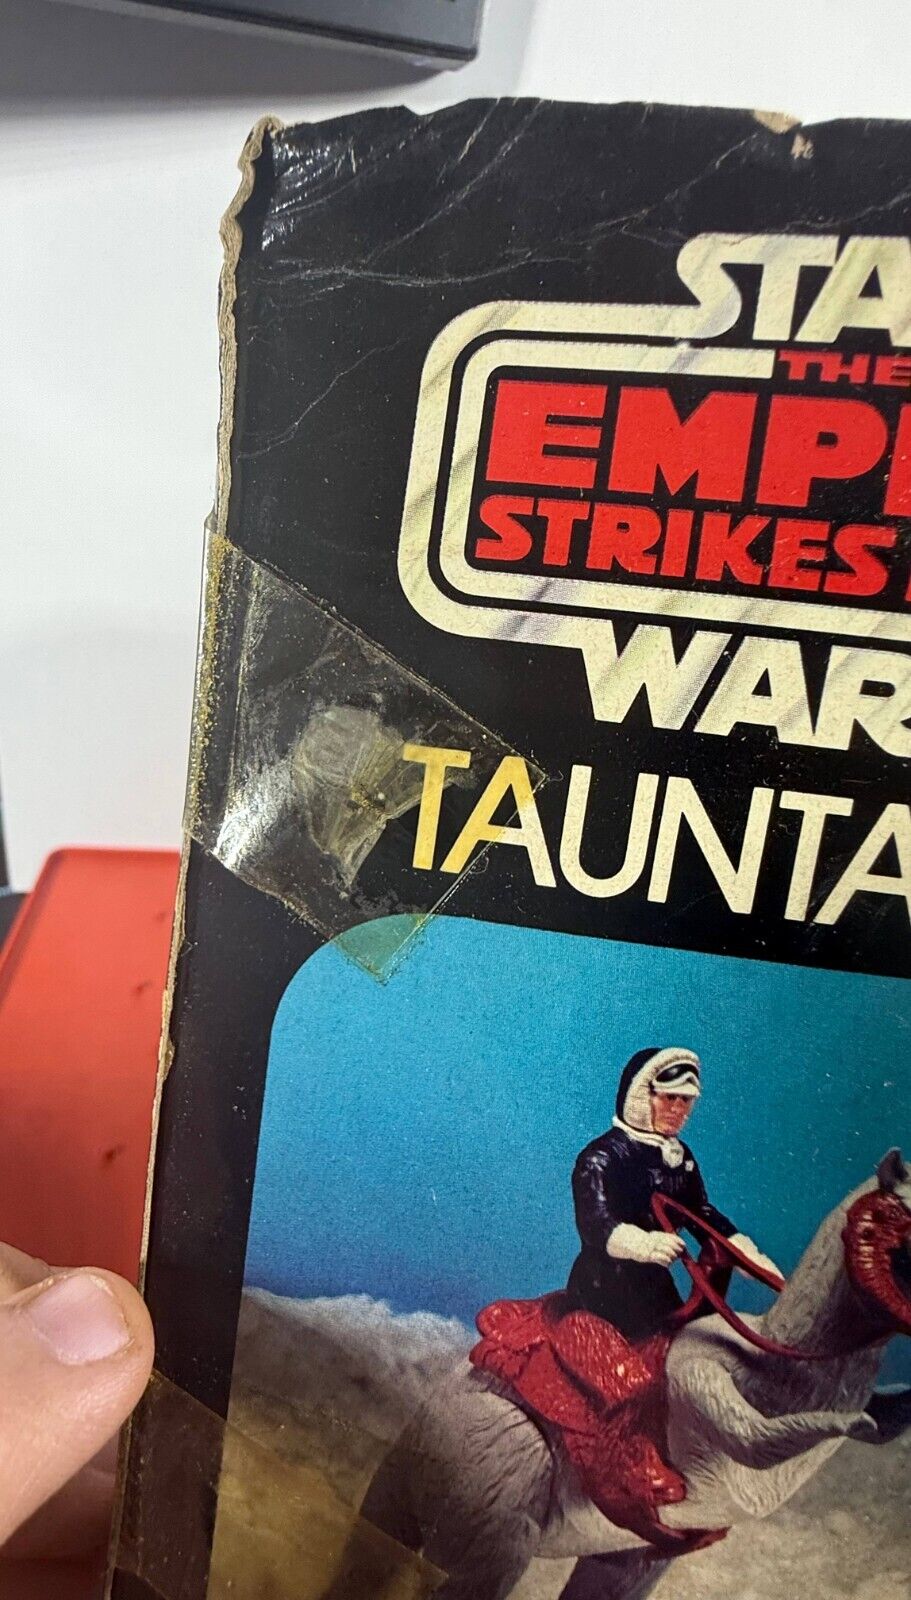 STA
THE
EMP
STRIKES
WAR
TAUNTA